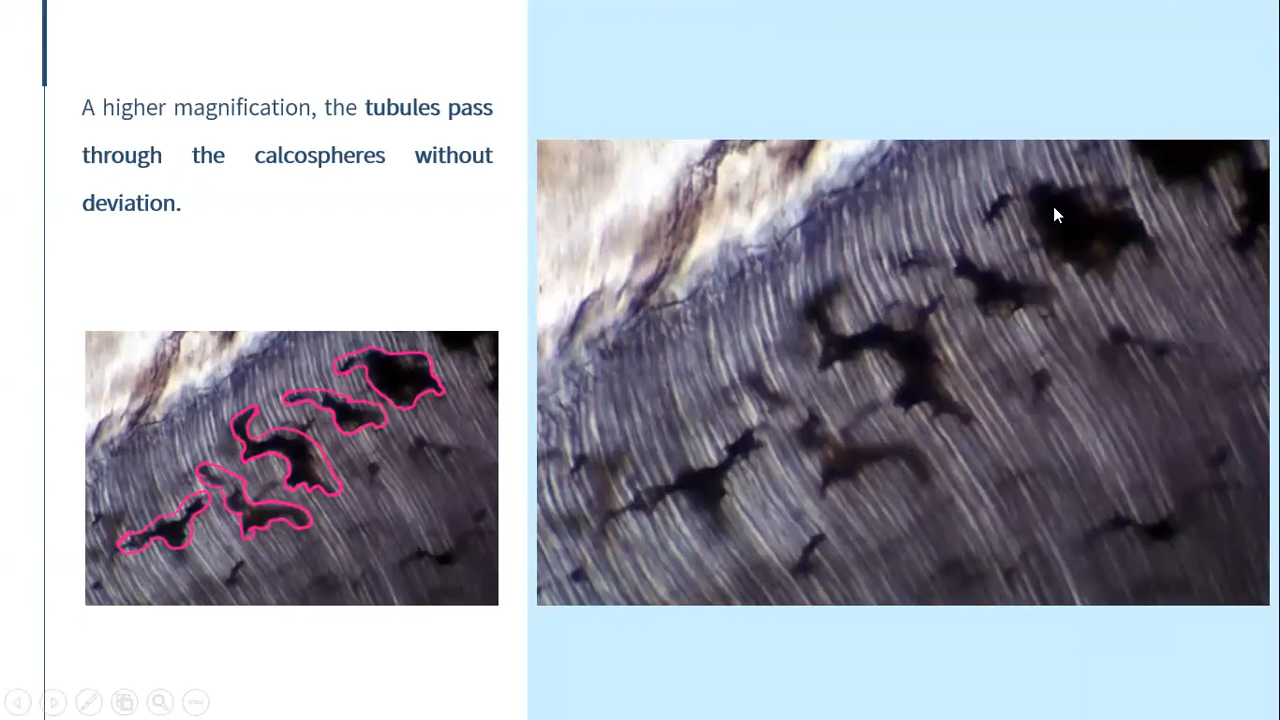 A higher magnification, the tubules pass
through the calcospheres without
deviation.